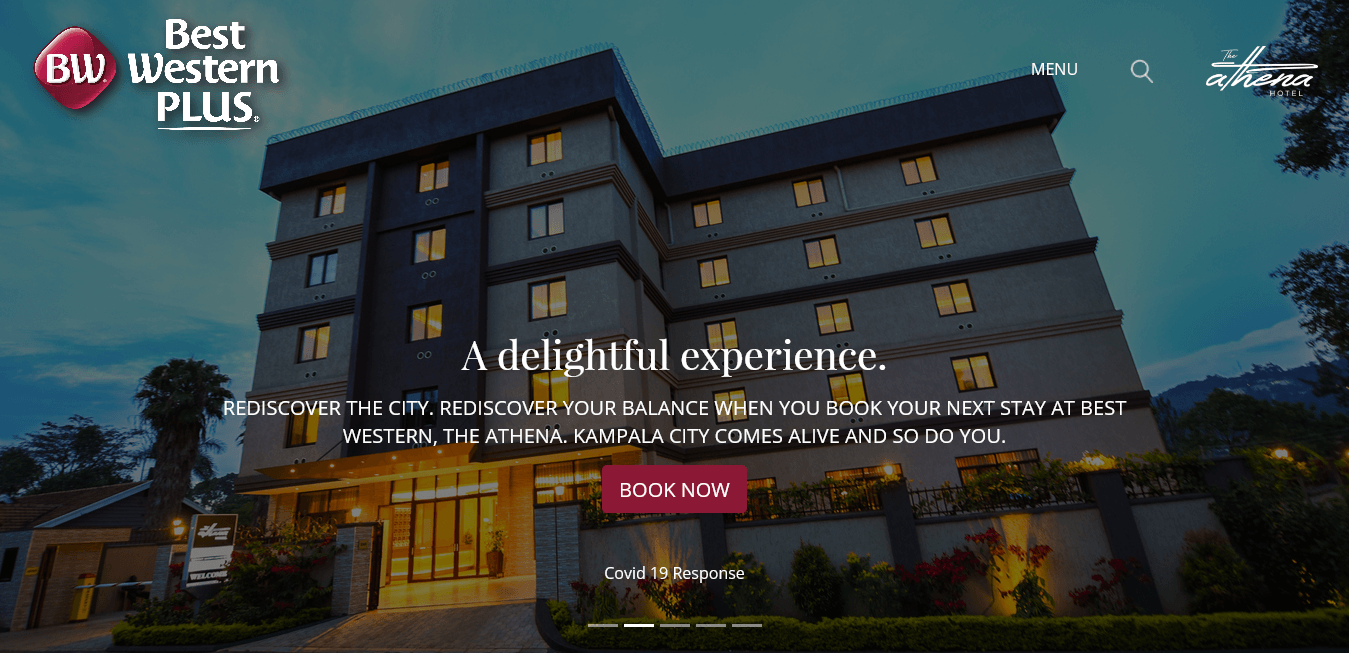 Best
BW Western
PLUS®
MENU
The
athena
HOTEL
A delightful experience.
REDISCOVER THE CITY. REDISCOVER YOUR BALANCE WHEN YOU BOOK YOUR NEXT STAY AT BEST
WESTERN, THE ATHENA. KAMPALA CITY COMES ALIVE AND SO DO YOU.
BOOK NOW
WELCOME
Covid 19 Response